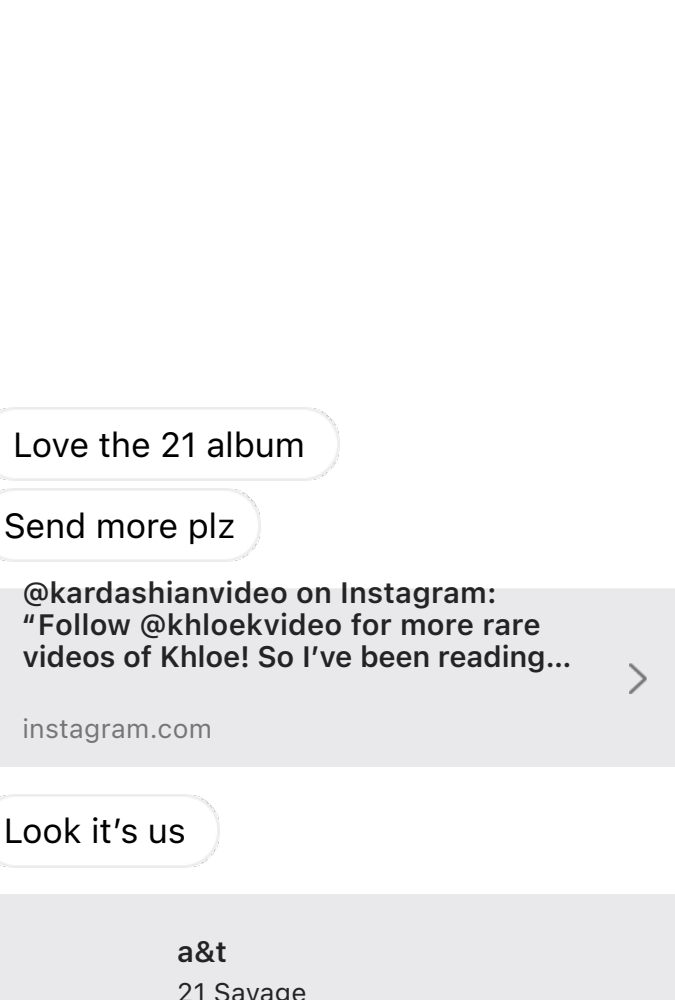 Love the 21 album
Send more plz
@kardashianvideo on Instagram:
“Follow @khloekvideo for more rare
videos of Khloe! So I’ve been reading...
instagram.com
Look it’s us
a&t
21 Savage